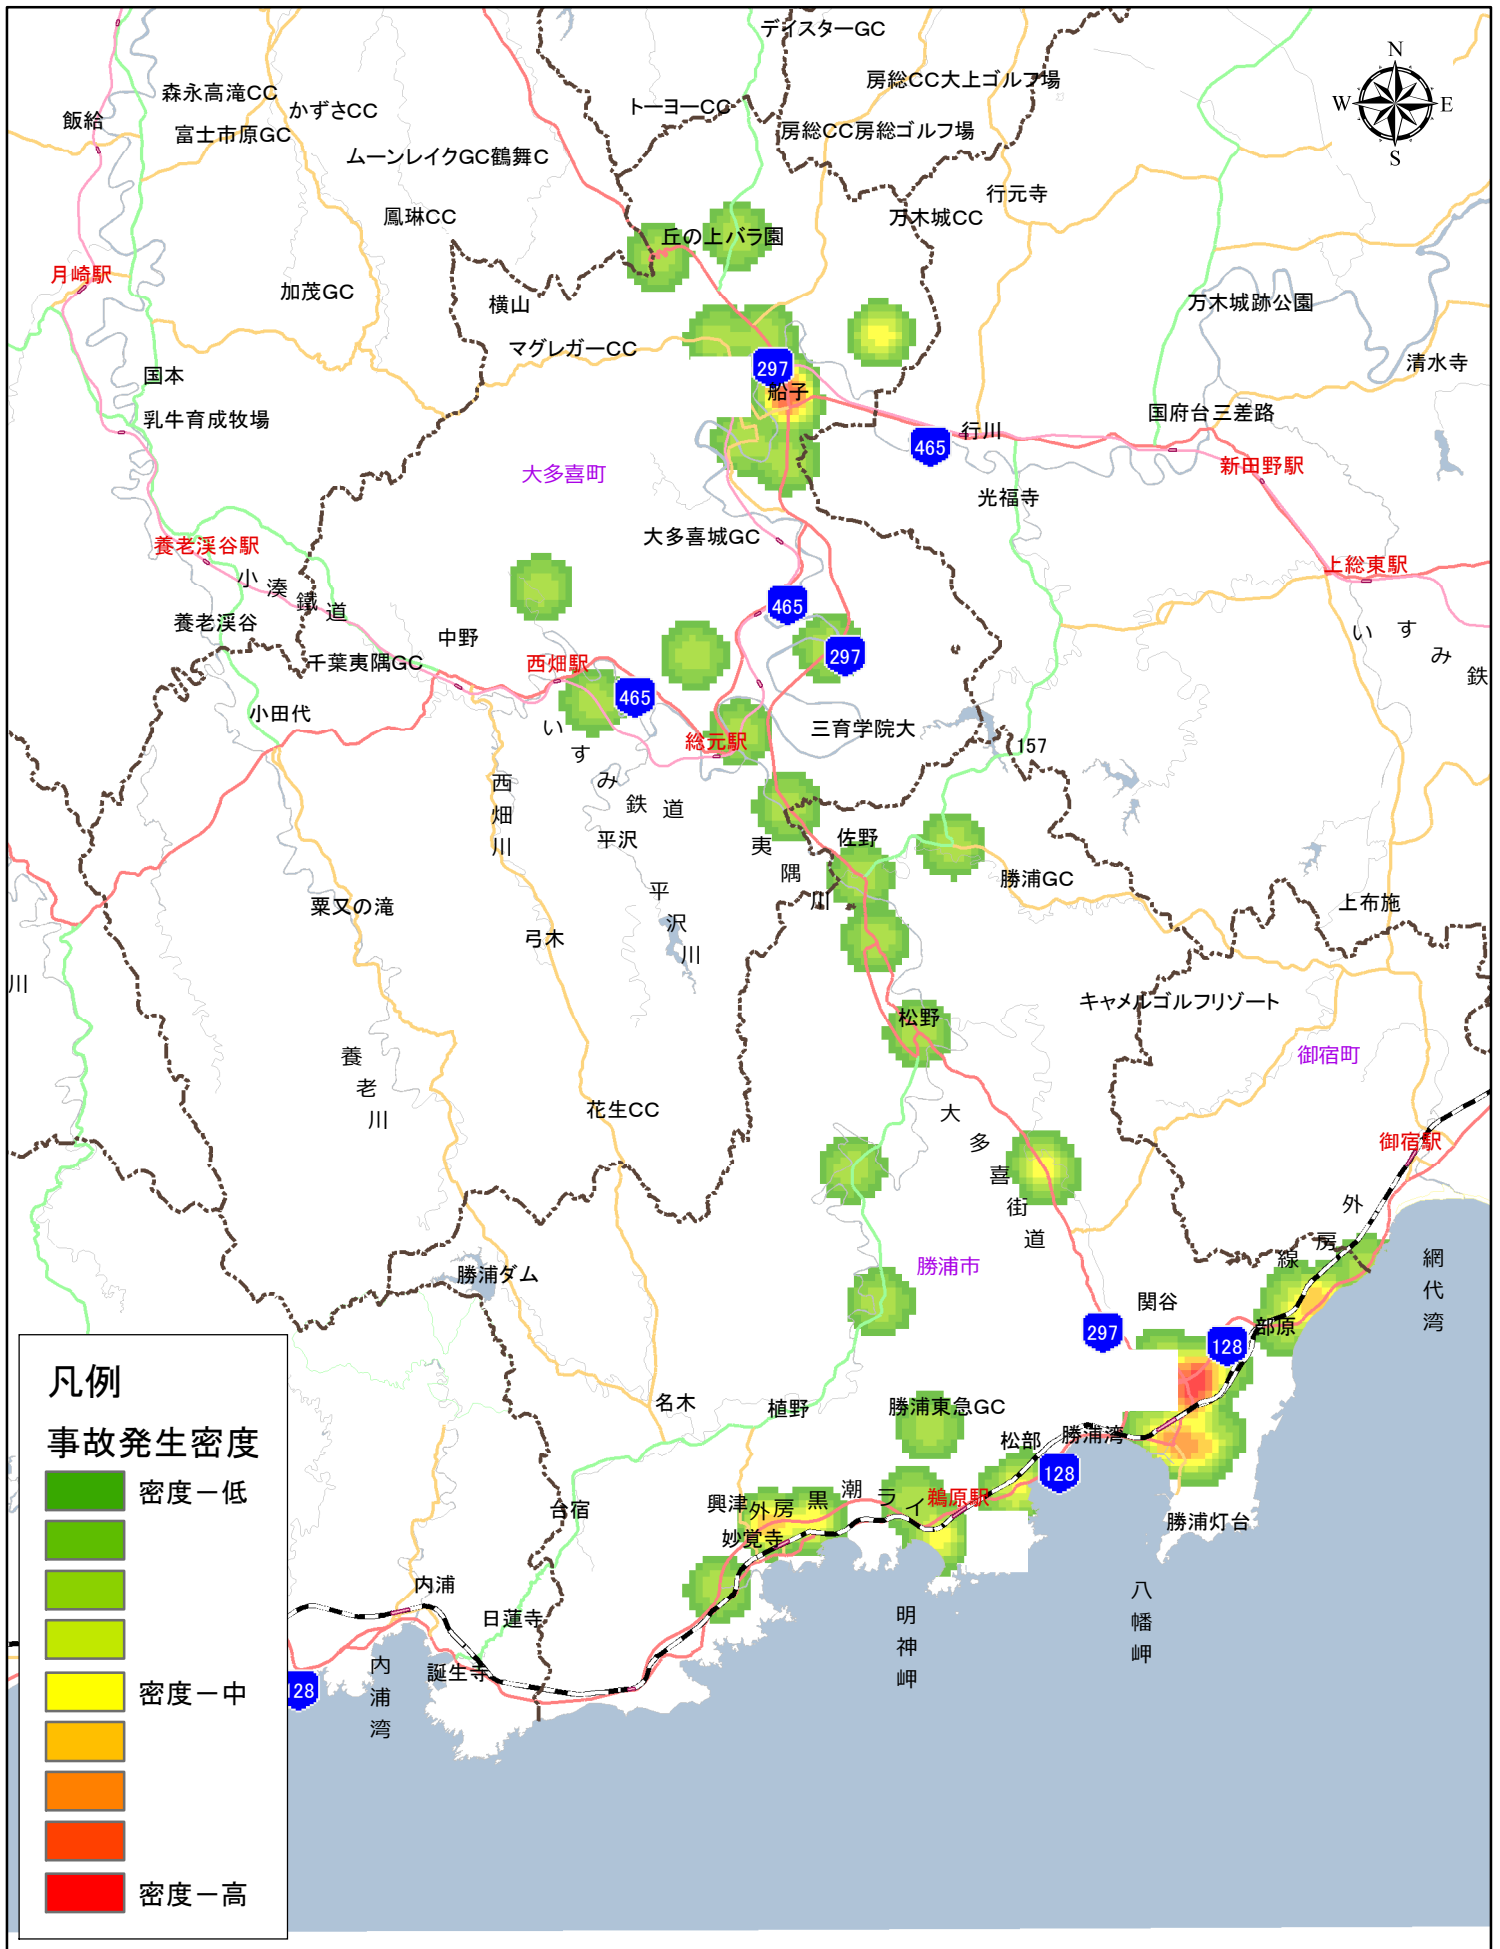 デイスターGC
房総CC大上ゴルフ場
森永高滝CC
かずさCC
トーヨーCC
飯給
富士市原GC
房総CC房総ゴルフ場
N
W
E
S
ムーンレイクGC鶴舞C
鳳琳CC
行元寺
万木城CC
丘の上バラ園
月崎駅
加茂GC
横山
万木城跡公園
マグレガーCC
297
国本
船子
清水寺
乳牛育成牧場
国府台三差路
465
行川
大多喜町
新田野駅
光福寺
大多喜城GC
養老渓谷駅
上総東駅
小湊鐵道
465
養老渓谷
中野
297
いすみ鉄
千葉夷隅GC
西畑駅
465
小田代
いすみ鉄道
総元駅
三育学院大
157
西畑川
平沢
夷隅川
佐野
勝浦GC
粟又の滝
平沢川
弓木
上布施
川
キャメルゴルフリゾート
松野
御宿町
養老川
花生CC
大多喜街道
御宿駅
外房線
勝浦市
勝浦ダム
網代湾
関谷
297
128
部原
名木
植野
勝浦東急GC
松部
勝浦湾
128
興津
外房黒潮ライ
鵜原駅
台宿
妙覚寺
勝浦灯台
内浦
日蓮寺
明神岬
八幡岬
誕生寺
内浦湾
128
凡例
事故発生密度
密度－低
密度－中
密度－高